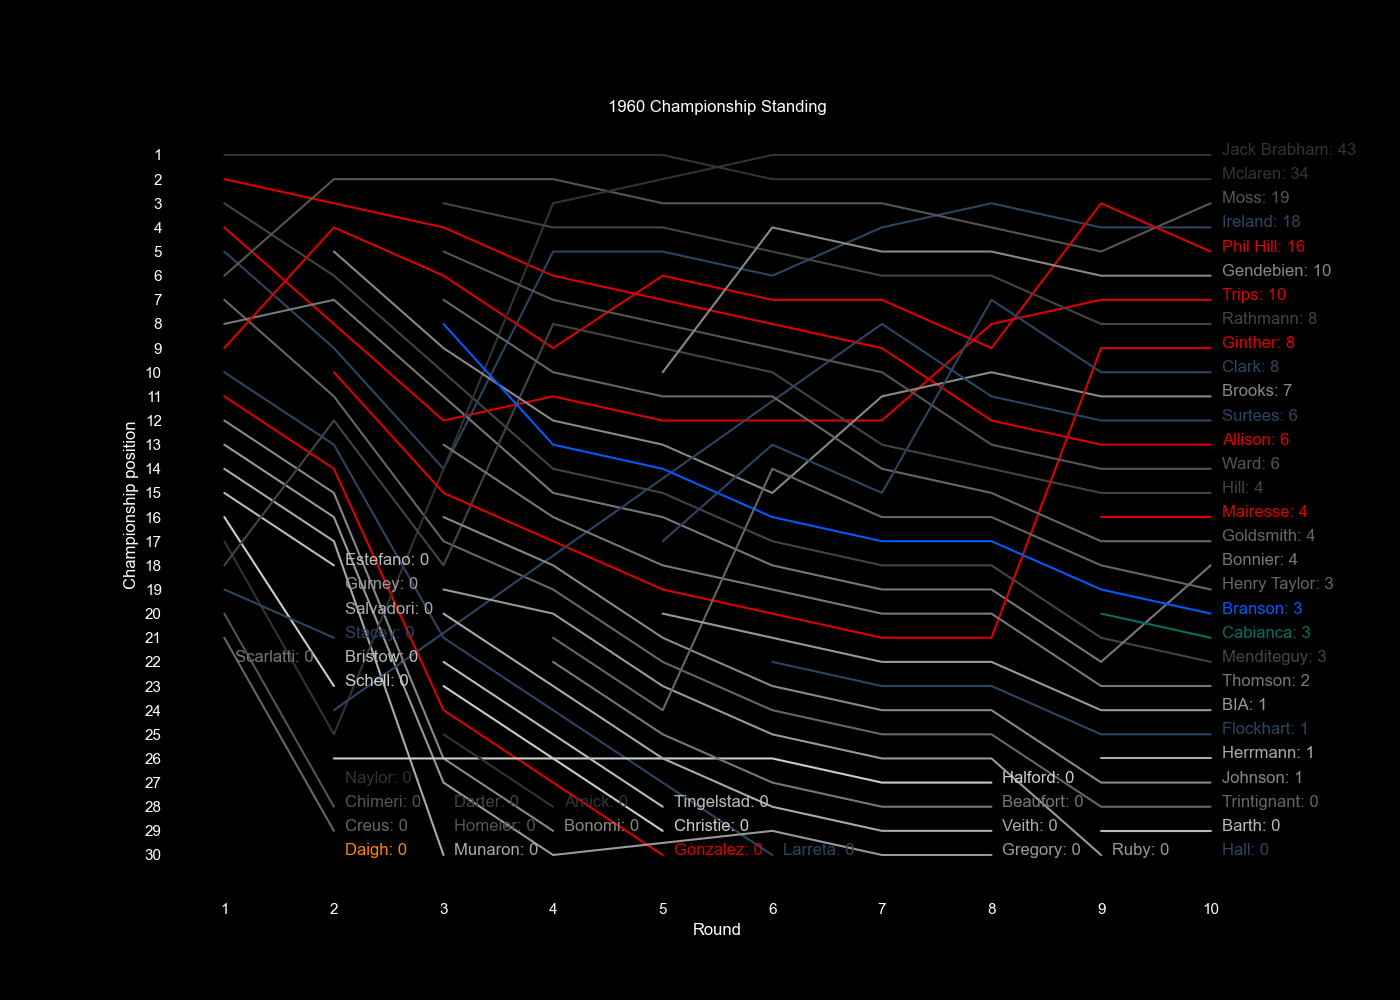 1960 Championship Standing
Championship position
1
2
3
4
5
6
7
8
9
10
11
12
13
14
15
16
17
18
19
20
21
22
23
24
25
26
27
28
29
30
Scarlatti: 0
Estefano: 0
Gurney: 0
Salvadori: 0
Stacey: 0
Bristow: 0
Schell: 0
Naylor: 0
Chimeri: 0
Creus: 0
Daigh: 0
Darter: 0
Homeier: 0
Munaron: 0
Amick: 0
Bonomi: 0
Tingelstad: 0
Christie: 0
Gonzalez: 0
Larreta: 0
Halford: 0
Beaufort: 0
Veith: 0
Gregory: 0
Ruby: 0
Jack Brabham: 43
Mclaren: 34
Moss: 19
Ireland: 18
Phil Hill: 16
Gendebien: 10
Trips: 10
Rathmann: 8
Ginther: 8
Clark: 8
Brooks: 7
Surtees: 6
Allison: 6
Ward: 6
Hill: 4
Mairesse: 4
Goldsmith: 4
Bonnier: 4
Henry Taylor: 3
Branson: 3
Cabianca: 3
Menditeguy: 3
Thomson: 2
BIA: 1
Flockhart: 1
Herrmann: 1
Johnson: 1
Trintignant: 0
Barth: 0
Hall: 0
1 2 3 4 5 6 7 8 9 10
Round